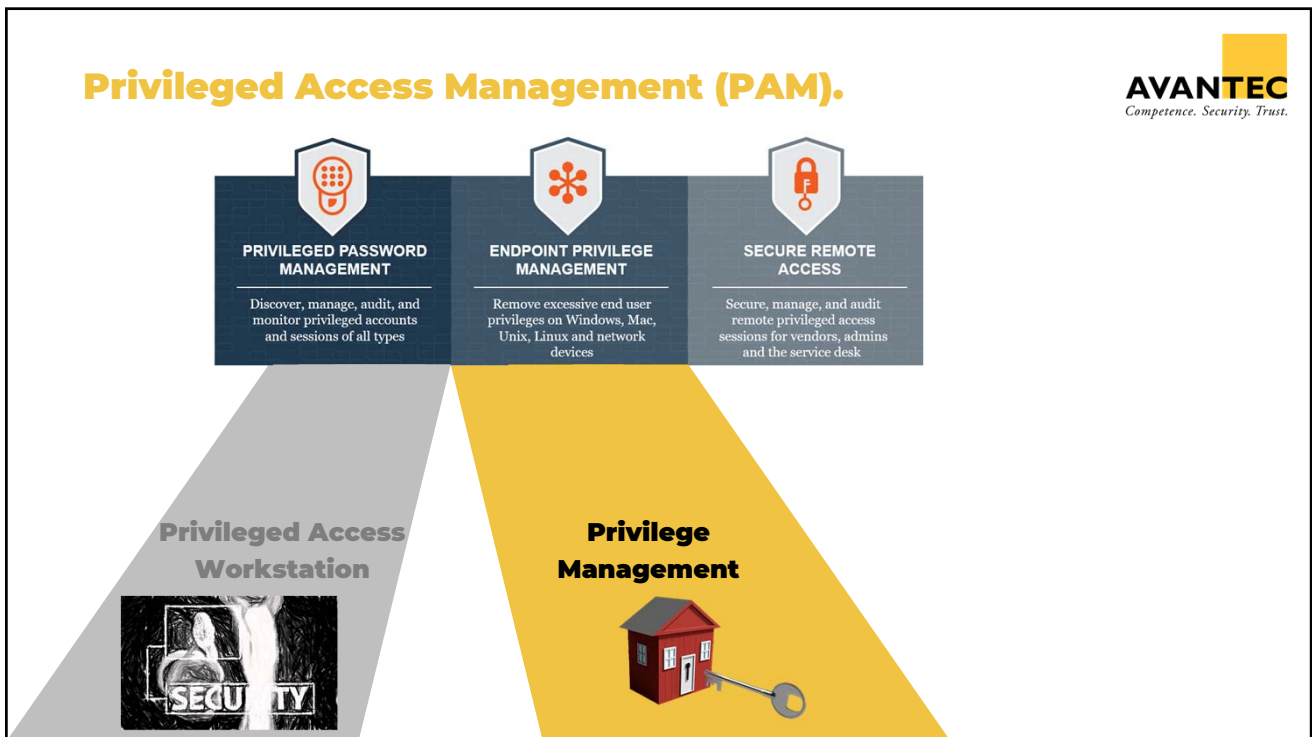 Privileged Access Management (PAM).
AVANTEC
Competence. Security. Trust.
PRIVILEGED PASSWORD
MANAGEMENT
Discover, manage, audit, and
monitor privileged accounts
and sessions of all types
ENDPOINT PRIVILEGE
MANAGEMENT
Remove excessive end user
privileges on Windows, Mac,
Unix, Linux and network
devices
SECURE REMOTE
ACCESS
Secure, manage, and audit
remote privileged access
sessions for vendors, admins
and the service desk
Privileged Access
Workstation
SECURITY
Privilege
Management